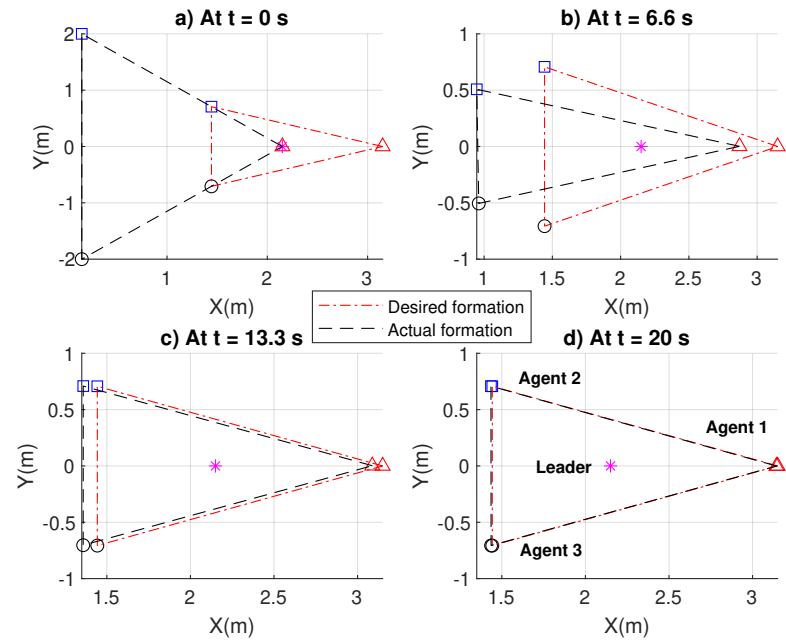 a) At t = 0 s
2
1
0
-1
-2
Y(m)
1
2
3
X(m)
b) At t = 6.6 s
1
0.5
0
-0.5
-1
Y(m)
1
1.5
2
2.5
3
X(m)
Desired formation
Actual formation
c) At t = 13.3 s
1
0.5
0
-0.5
-1
Y(m)
1.5
2
2.5
3
X(m)
d) At t = 20 s
1
0.5
0
-0.5
-1
Y(m)
Agent 2
Agent 1
Leader
Agent 3
1.5
2
2.5
3
X(m)